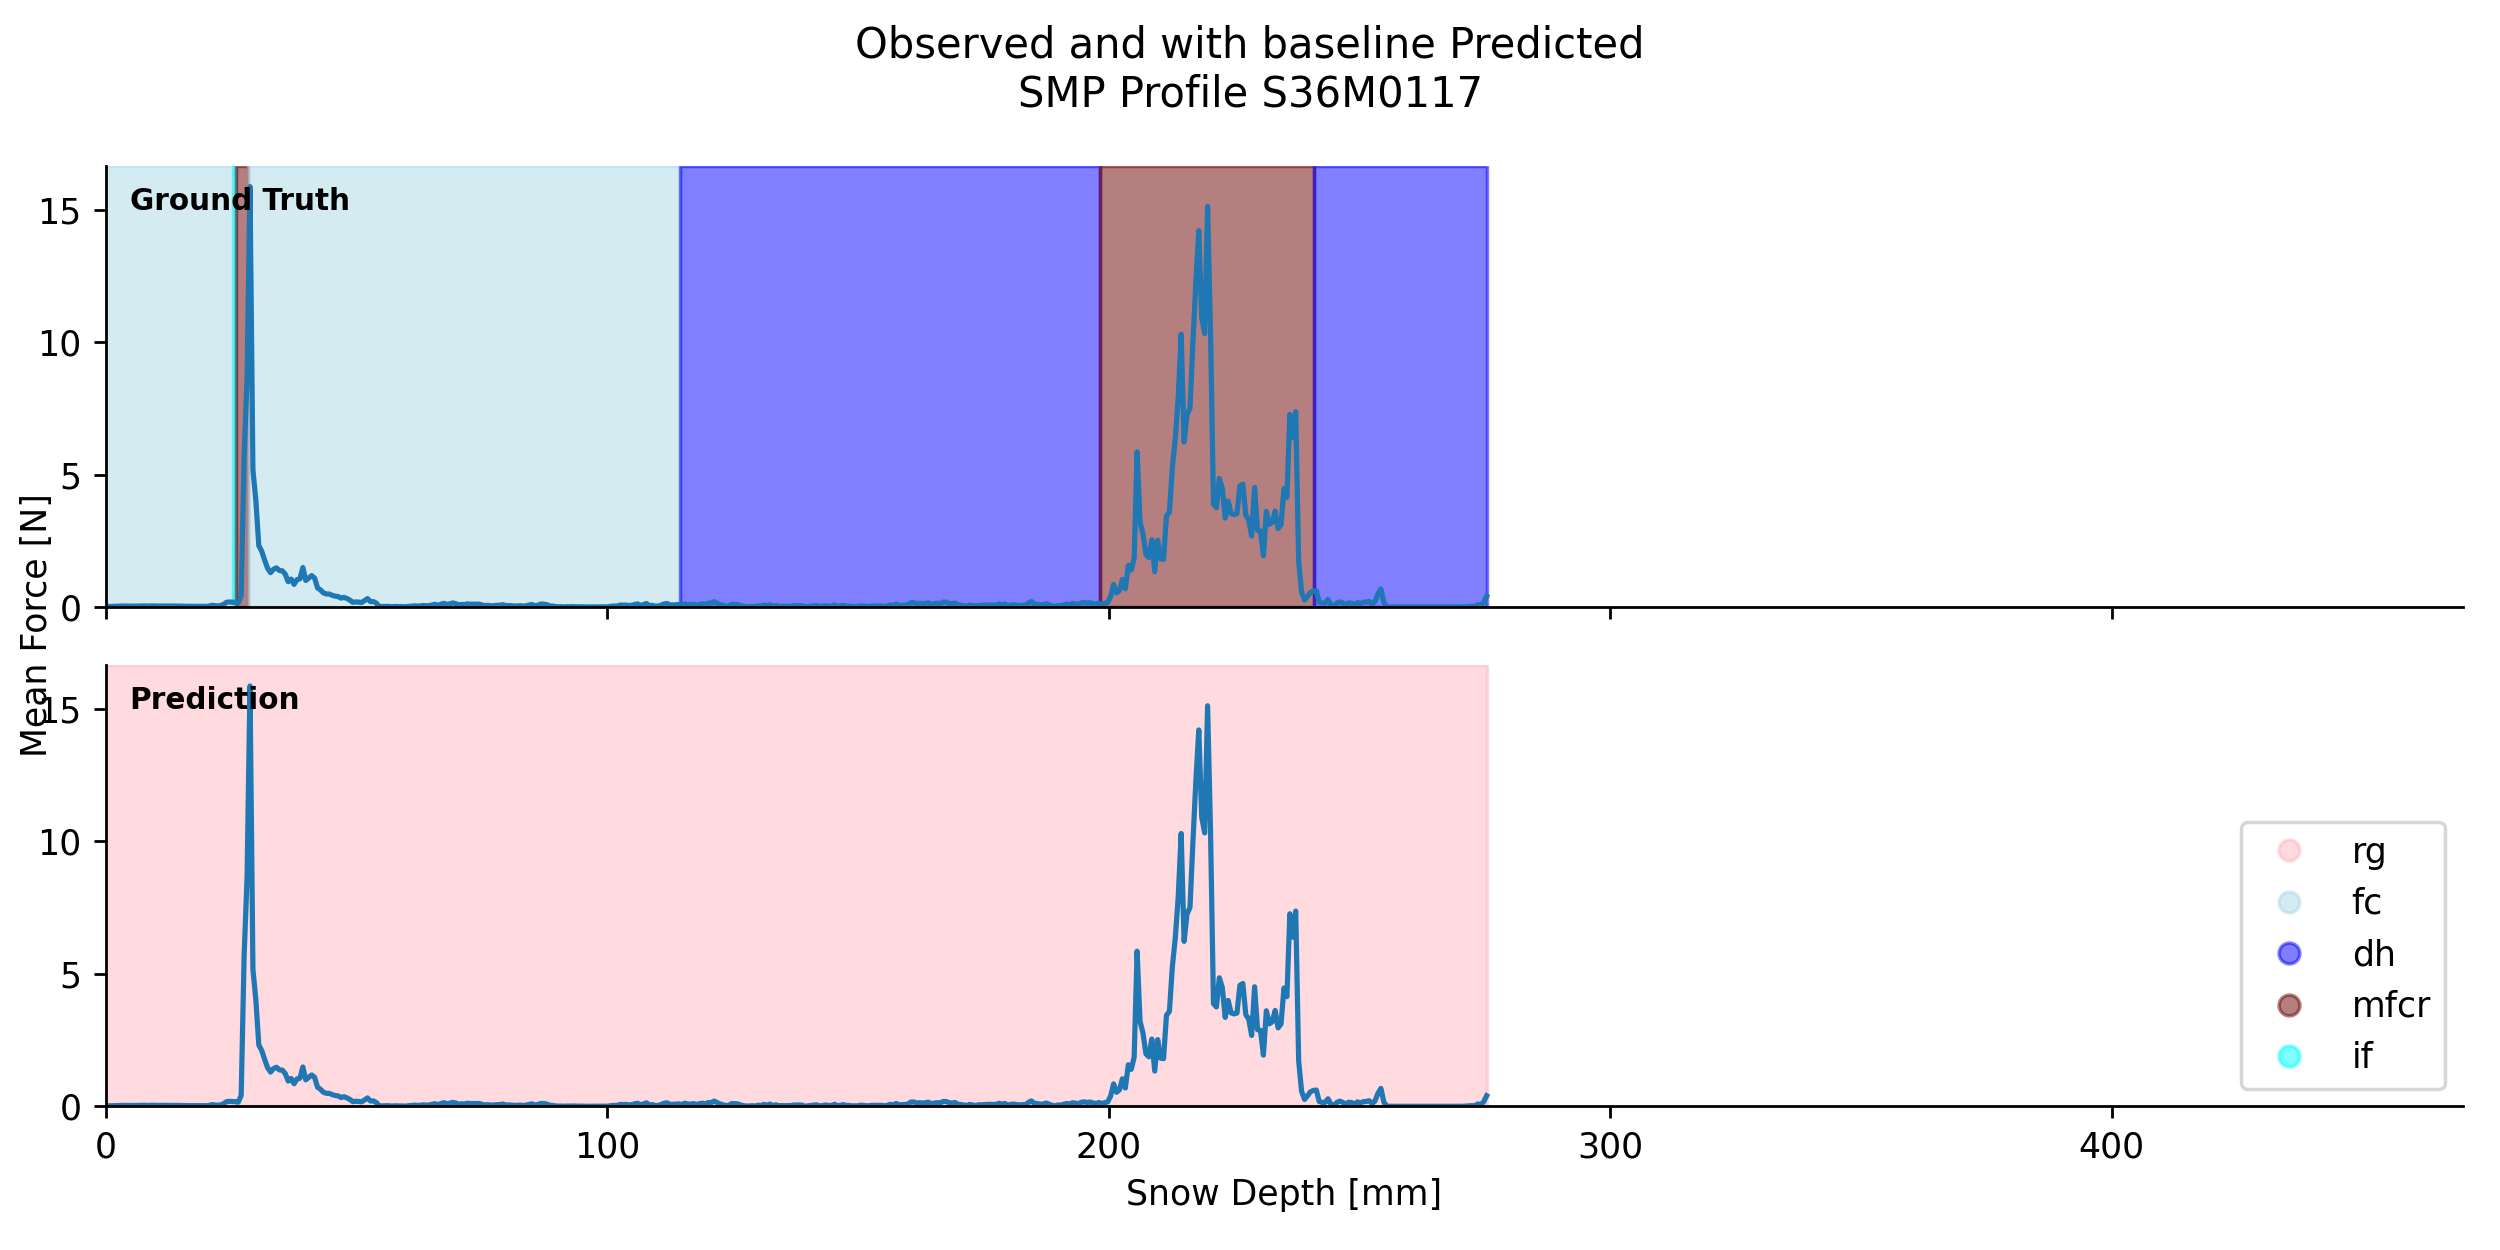 Observed and with baseline Predicted
SMP Profile S36M0117
Mean Force [N]
15
10
5
0
Ground Truth
15
10
5
0
Prediction
rg
fc
dh
mfcr
if
0 100 200 300 400
Snow Depth [mm]